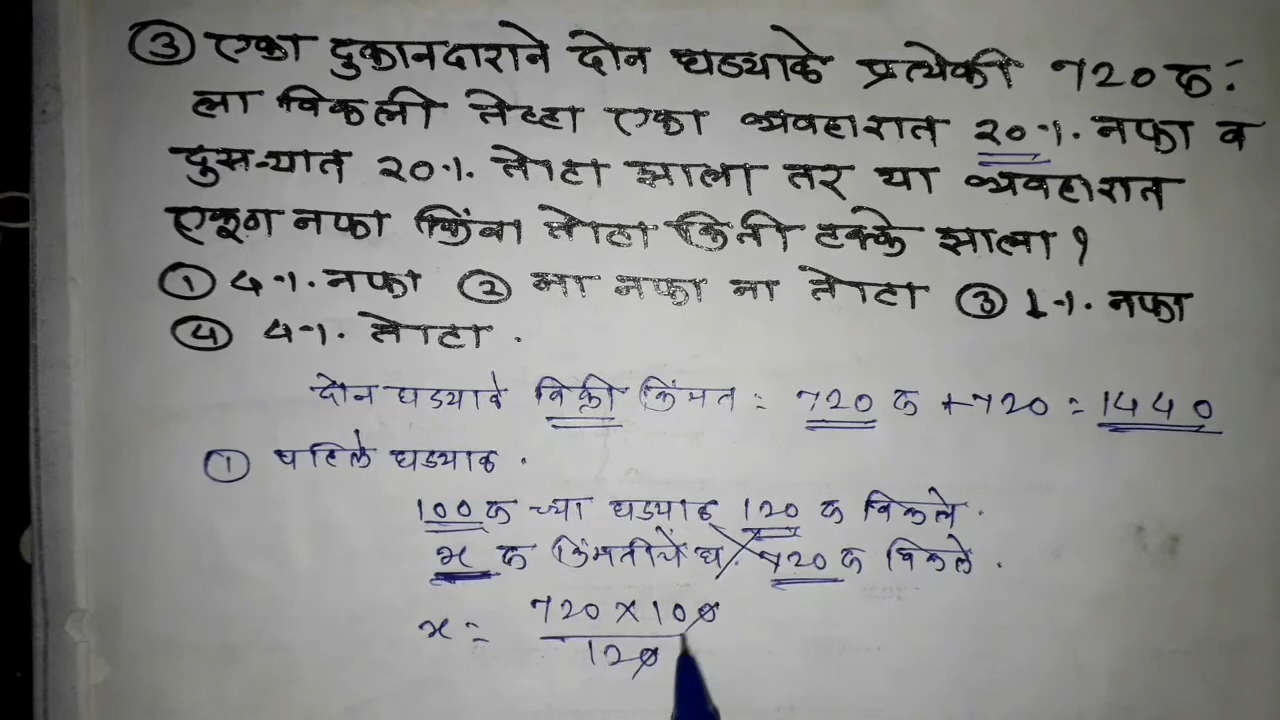 ③ एका दुकानदाराने दोन घड्याळे प्रत्येकी 720 रु.
ला विकली तेव्हा एका व्यवहारात 20%. नफा व
दुसऱ्यात 20%. तोटा झाला तर या व्यवहारात
एकूण नफा किंवा तोटा किती टक्के झाला?
① 4%. नफा ② ना नफा ना तोटा ③ 1%. नफा
④ 4%. तोटा.
दोन घड्याळे विक्री किंमत = 720 रु + 720 = 1440
① पहिले घड्याळ.
100 रु च्या घड्याळ 120 रु विकले.
x रु किंमतीचे घ. 720 रु विकले.
x = 720 × 100
120